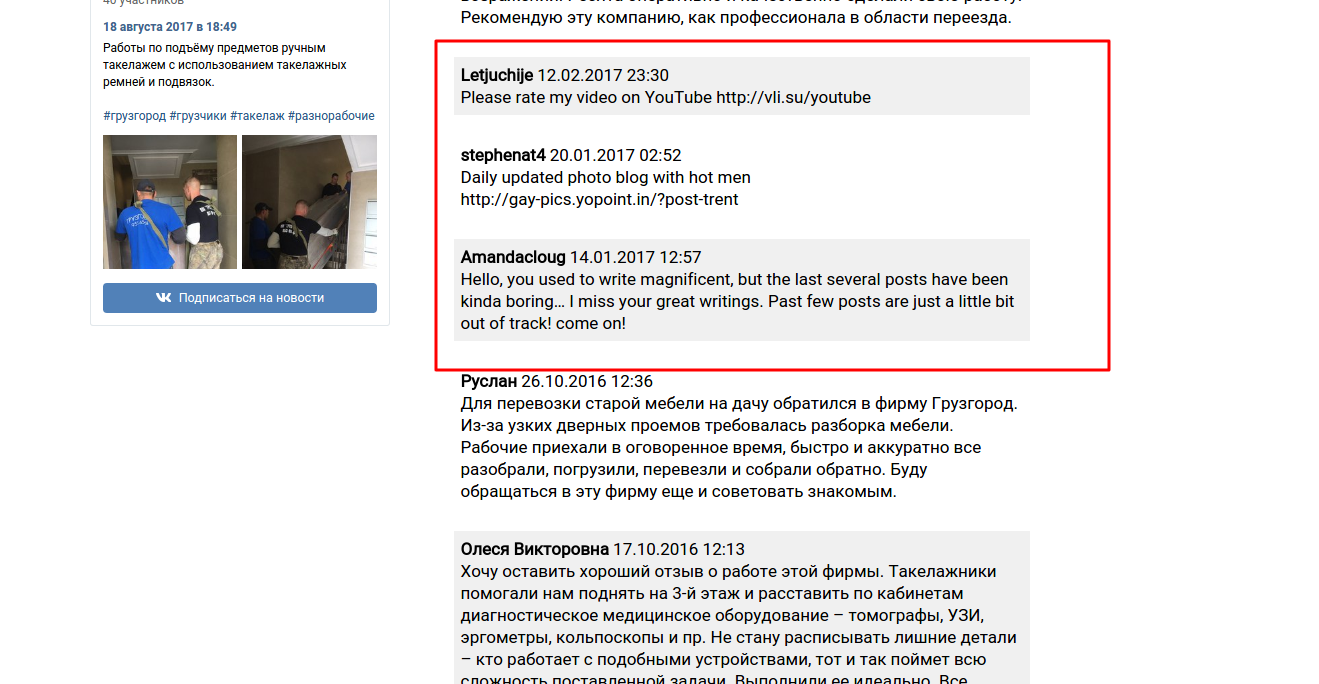 40 участников
18 августа 2017 в 18:49
Работы по подъёму предметов ручным
такелажем с использованием такелажных
ремней и подвязок.
#грузгород #грузчики #такелаж #разнорабочие
Подписаться на новости
Рекомендую эту компанию, как профессионала в области переезда.
Letjuchije 12.02.2017 23:30
Please rate my video on YouTube http://vli.su/youtube
stephenat4 20.01.2017 02:52
Daily updated photo blog with hot men
http://gay-pics.yopoint.in/?post-trent
Amandacloug 14.01.2017 12:57
Hello, you used to write magnificent, but the last several posts have been
kinda boring… I miss your great writings. Past few posts are just a little bit
out of track! come on!
Руслан 26.10.2016 12:36
Для перевозки старой мебели на дачу обратился в фирму Грузгород.
Из-за узких дверных проемов требовалась разборка мебели.
Рабочие приехали в оговоренное время, быстро и аккуратно все
разобрали, погрузили, перевезли и собрали обратно. Буду
обращаться в эту фирму еще и советовать знакомым.
Олеся Викторовна 17.10.2016 12:13
Хочу оставить хороший отзыв о работе этой фирмы. Такелажники
помогали нам поднять на 3-й этаж и расставить по кабинетам
диагностическое медицинское оборудование – томографы, УЗИ,
эргометры, кольпоскопы и пр. Не стану расписывать лишние детали
– кто работает с подобными устройствами, тот и так поймет всю
сложность поставленной задачи. Выполнили ее идеально. Все